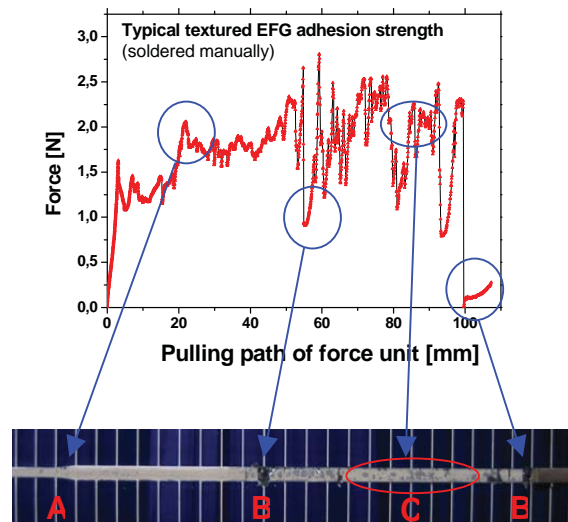 Typical textured EFG adhesion strength
(soldered manually)
3,0
2,5
2,0
1,5
1,0
0,5
0,0
Force [N]
0 20 40 60 80 100
Pulling path of force unit [mm]
A B C B